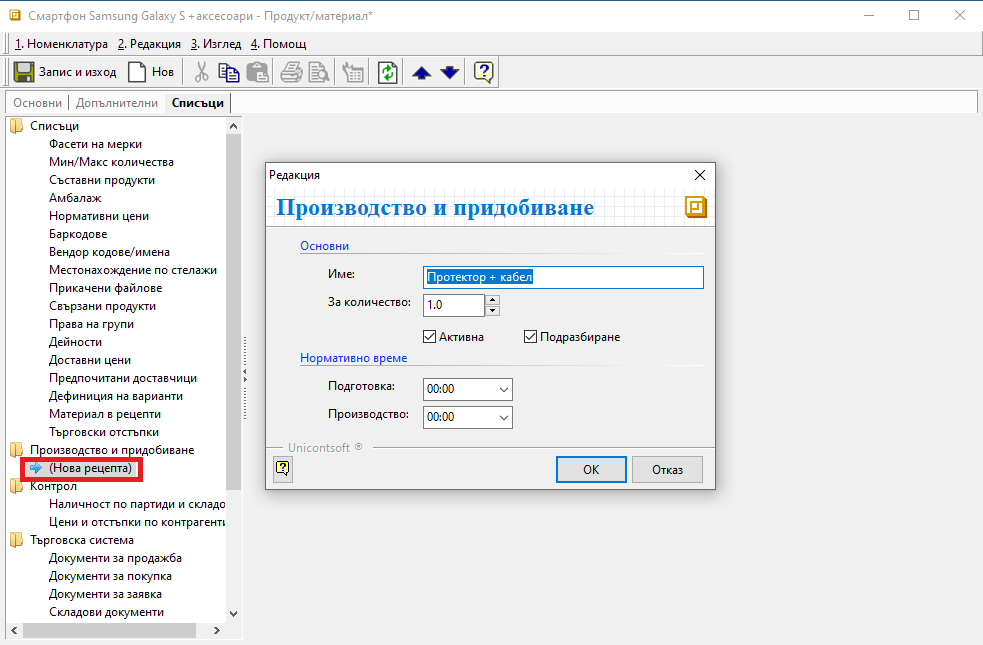 Смартфон Samsung Galaxy S +аксесоари - Продукт/материал*
1. Номенклатура 2. Редакция 3. Изглед 4. Помощ
Запис и изход Нов
Основни Допълнителни Списъци
Списъци
Фасети на мерки
Мин/Макс количества
Съставни продукти
Амбалаж
Нормативни цени
Баркодове
Вендор кодове/имена
Местонахождение по стелажи
Прикачени файлове
Свързани продукти
Права на групи
Дейности
Доставни цени
Предпочитани доставчици
Дефиниция на варианти
Материал в рецепти
Търговски отстъпки
Производство и придобиване
(Нова рецепта)
Контрол
Наличност по партиди и складо
Цени и отстъпки по контрагенти
Търговска система
Документи за продажба
Документи за покупка
Документи за заявка
Складови документи
Редакция
Производство и придобиване
Основни
Име: Протектор + кабел
За количество: 1.0
Активна Подразбиране
Нормативно време
Подготовка: 00:00
Производство: 00:00
Unicontsoft ®
OK Отказ